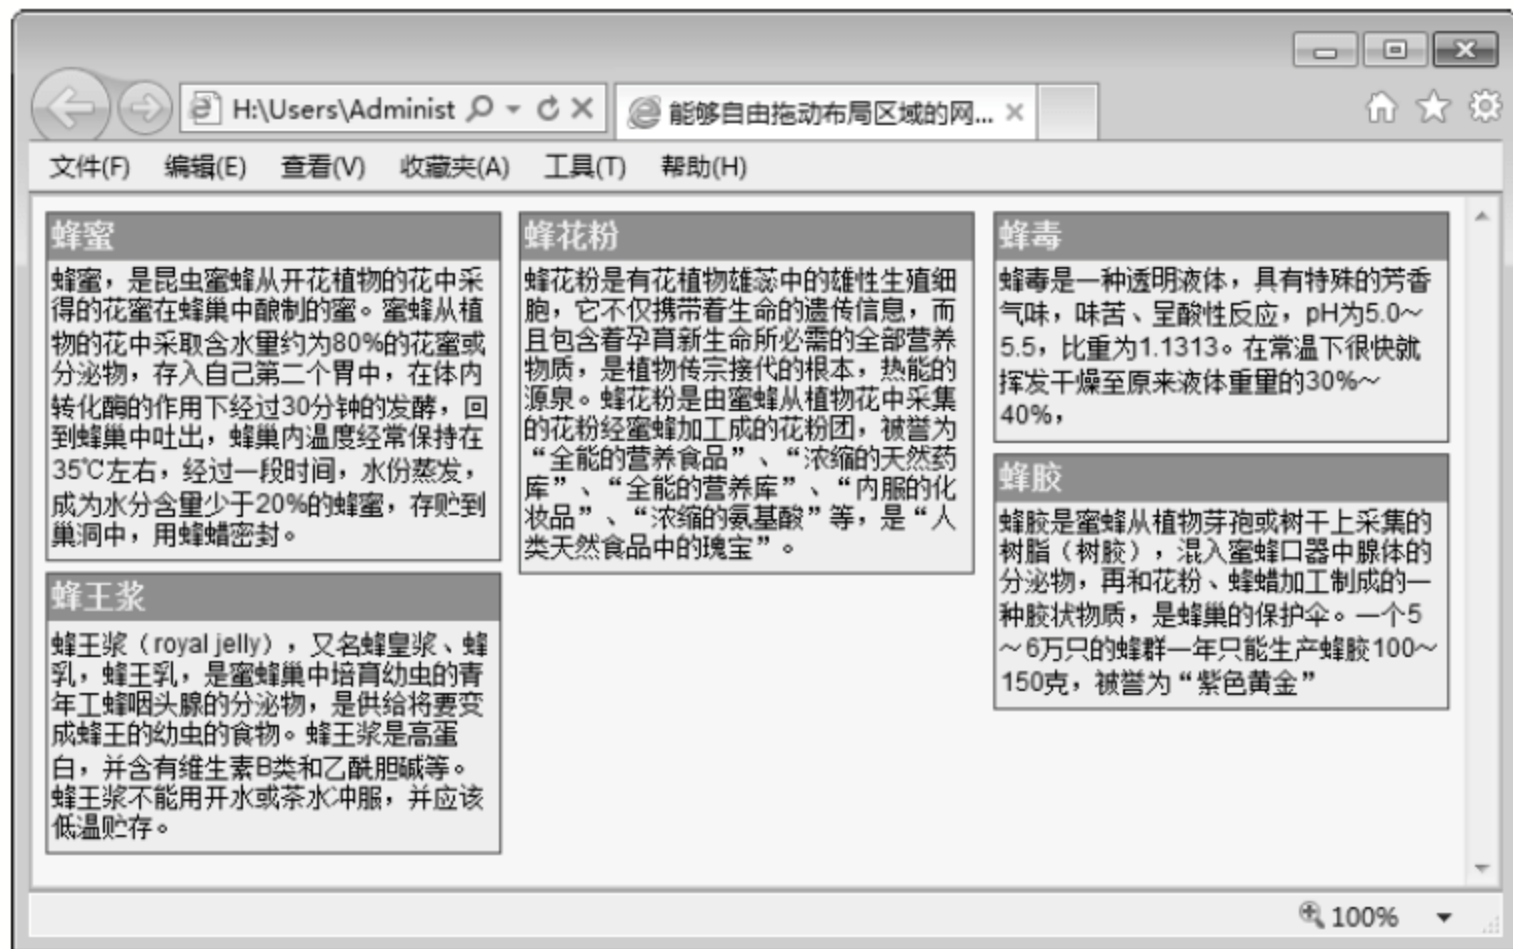 H:\Users\Administ
能够自由拖动布局区域的网...
文件(F) 编辑(E) 查看(V) 收藏夹(A) 工具(T) 帮助(H)
蜂蜜
蜂蜜，是昆虫蜜蜂从开花植物的花中采
得的花蜜在蜂巢中酿制的蜜。蜜蜂从植
物的花中采取含水量约为80%的花蜜或
分泌物，存入自己第二个胃中，在体内
转化酶的作用下经过30分钟的发酵，回
到蜂巢中吐出，蜂巢内温度经常保持在
35℃左右，经过一段时间，水份蒸发，
成为水分含量少于20%的蜂蜜，存贮到
巢洞中，用蜂蜡密封。
蜂王浆
蜂王浆（royal jelly），又名蜂皇浆、蜂
乳，蜂王乳，是蜜蜂巢中培育幼虫的青
年工蜂咽头腺的分泌物，是供给将要变
成蜂王的幼虫的食物。蜂王浆是高蛋
白，并含有维生素B类和乙酰胆碱等。
蜂王浆不能用开水或茶水冲服，并应该
低温贮存。
蜂花粉
蜂花粉是有花植物雄蕊中的雄性生殖细
胞，它不仅携带着生命的遗传信息，而
且包含着孕育新生命所必需的全部营养
物质，是植物传宗接代的根本，热能的
源泉。蜂花粉是由蜜蜂从植物花中采集
的花粉经蜜蜂加工成的花粉团，被誉为
“全能的营养食品”、“浓缩的天然药
库”、“全能的营养库”、“内服的化
妆品”、“浓缩的氨基酸”等，是“人
类天然食品中的瑰宝”。
蜂毒
蜂毒是一种透明液体，具有特殊的芳香
气味，味苦、呈酸性反应，pH为5.0～
5.5，比重为1.1313。在常温下很快就
挥发干燥至原来液体重量的30%～
40%，
蜂胶
蜂胶是蜜蜂从植物芽孢或树干上采集的
树脂（树胶），混入蜜蜂口器中腺体的
分泌物，再和花粉、蜂蜡加工制成的一
种胶状物质，是蜂巢的保护伞。一个5
～6万只的蜂群一年只能生产蜂胶100～
150克，被誉为“紫色黄金”
100%